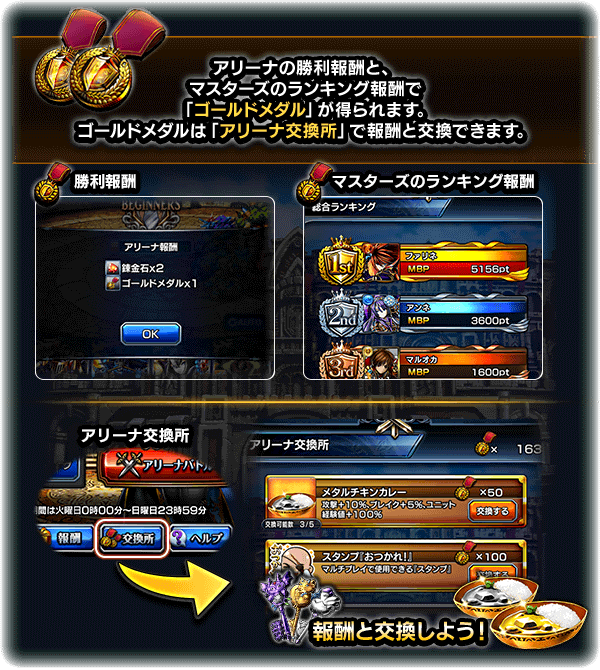 アリーナの勝利報酬と、
マスターズのランキング報酬で
「ゴールドメダル」が得られます。
ゴールドメダルは「アリーナ交換所」で報酬と交換できます。
勝利報酬
BEGINNERS
アリーナ報酬
錬金石x2
ゴールドメダルx1
OK
マスターズのランキング報酬
総合ランキング
1st
ファリネ
MBP 5156pt
2nd
アンネ
MBP 3600pt
3rd
マルオカ
MBP 1600pt
アリーナ交換所
アリーナバトル
間は火曜日0時00分〜日曜日23時59分
報酬
交換所
ヘルプ
アリーナ交換所
× 163
メタルチキンカレー
×50
攻撃+10%、ブレイク+5%、ユニット
経験値+100%
交換する
交換可能数 3/5
スタンプ『おつかれ!』
×100
マルチプレイで使用できる『スタンプ』
報酬と交換しよう!